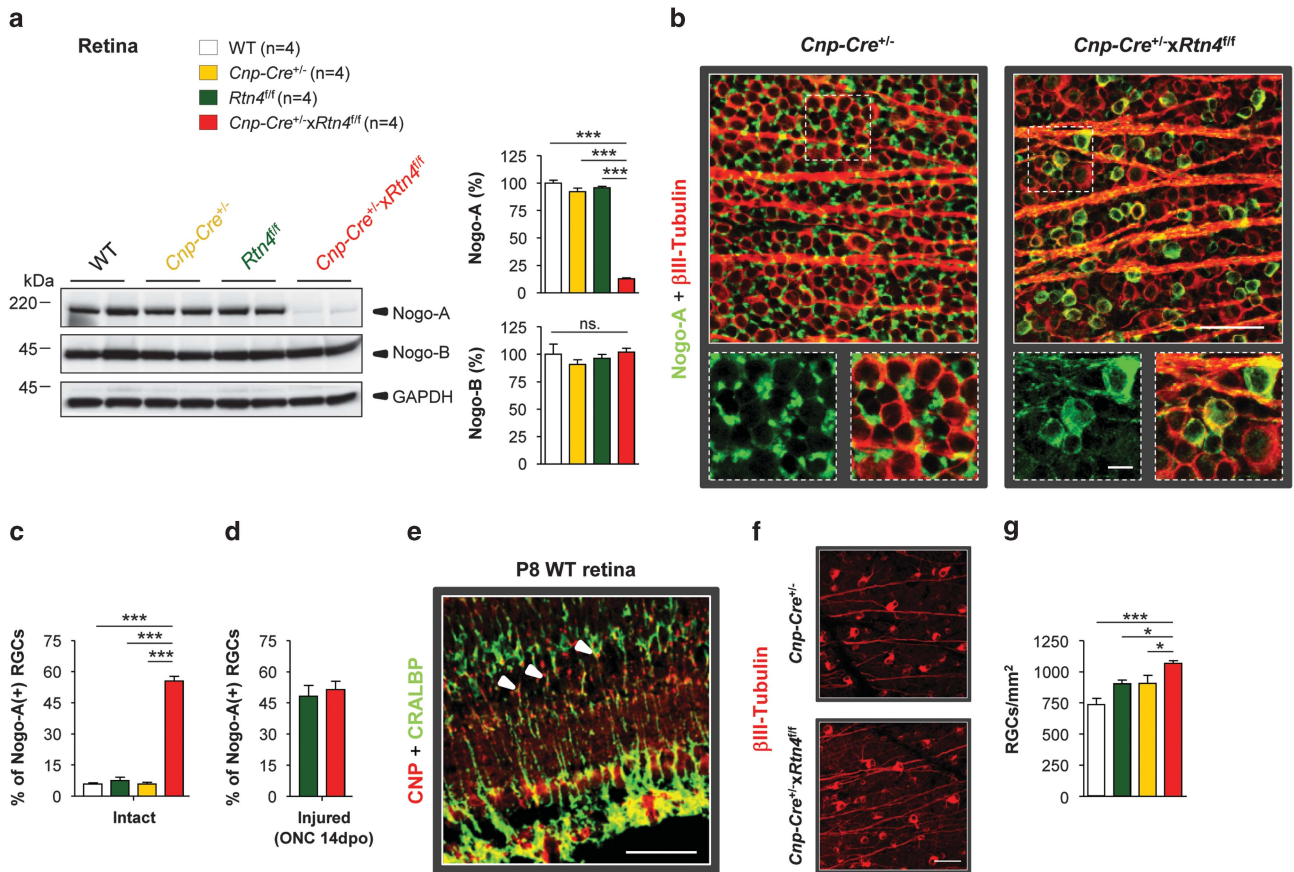 a
Retina
WT (n=4)
Cnp-Cre+/- (n=4)
Rtn4f/f (n=4)
Cnp-Cre+/-xRtn4f/f (n=4)
WT
Cnp-Cre+/-
Rtn4f/f
Cnp-Cre+/-xRtn4f/f
kDa
220
Nogo-A
45
Nogo-B
45
GAPDH
***
***
***
125
100
75
50
25
0
Nogo-A (%)
ns.
125
100
75
50
25
0
Nogo-B (%)
b
Cnp-Cre+/-
Cnp-Cre+/-xRtn4f/f
Nogo-A + βIII-Tubulin
c
***
***
***
75
60
45
30
15
0
% of Nogo-A(+) RGCs
Intact
d
75
60
45
30
15
0
% of Nogo-A(+) RGCs
Injured
(ONC 14dpo)
e
P8 WT retina
CNP + CRALBP
f
βIII-Tubulin
Cnp-Cre+/-
Cnp-Cre+/-xRtn4f/f
g
***
*
*
1250
1000
750
500
250
0
RGCs/mm²